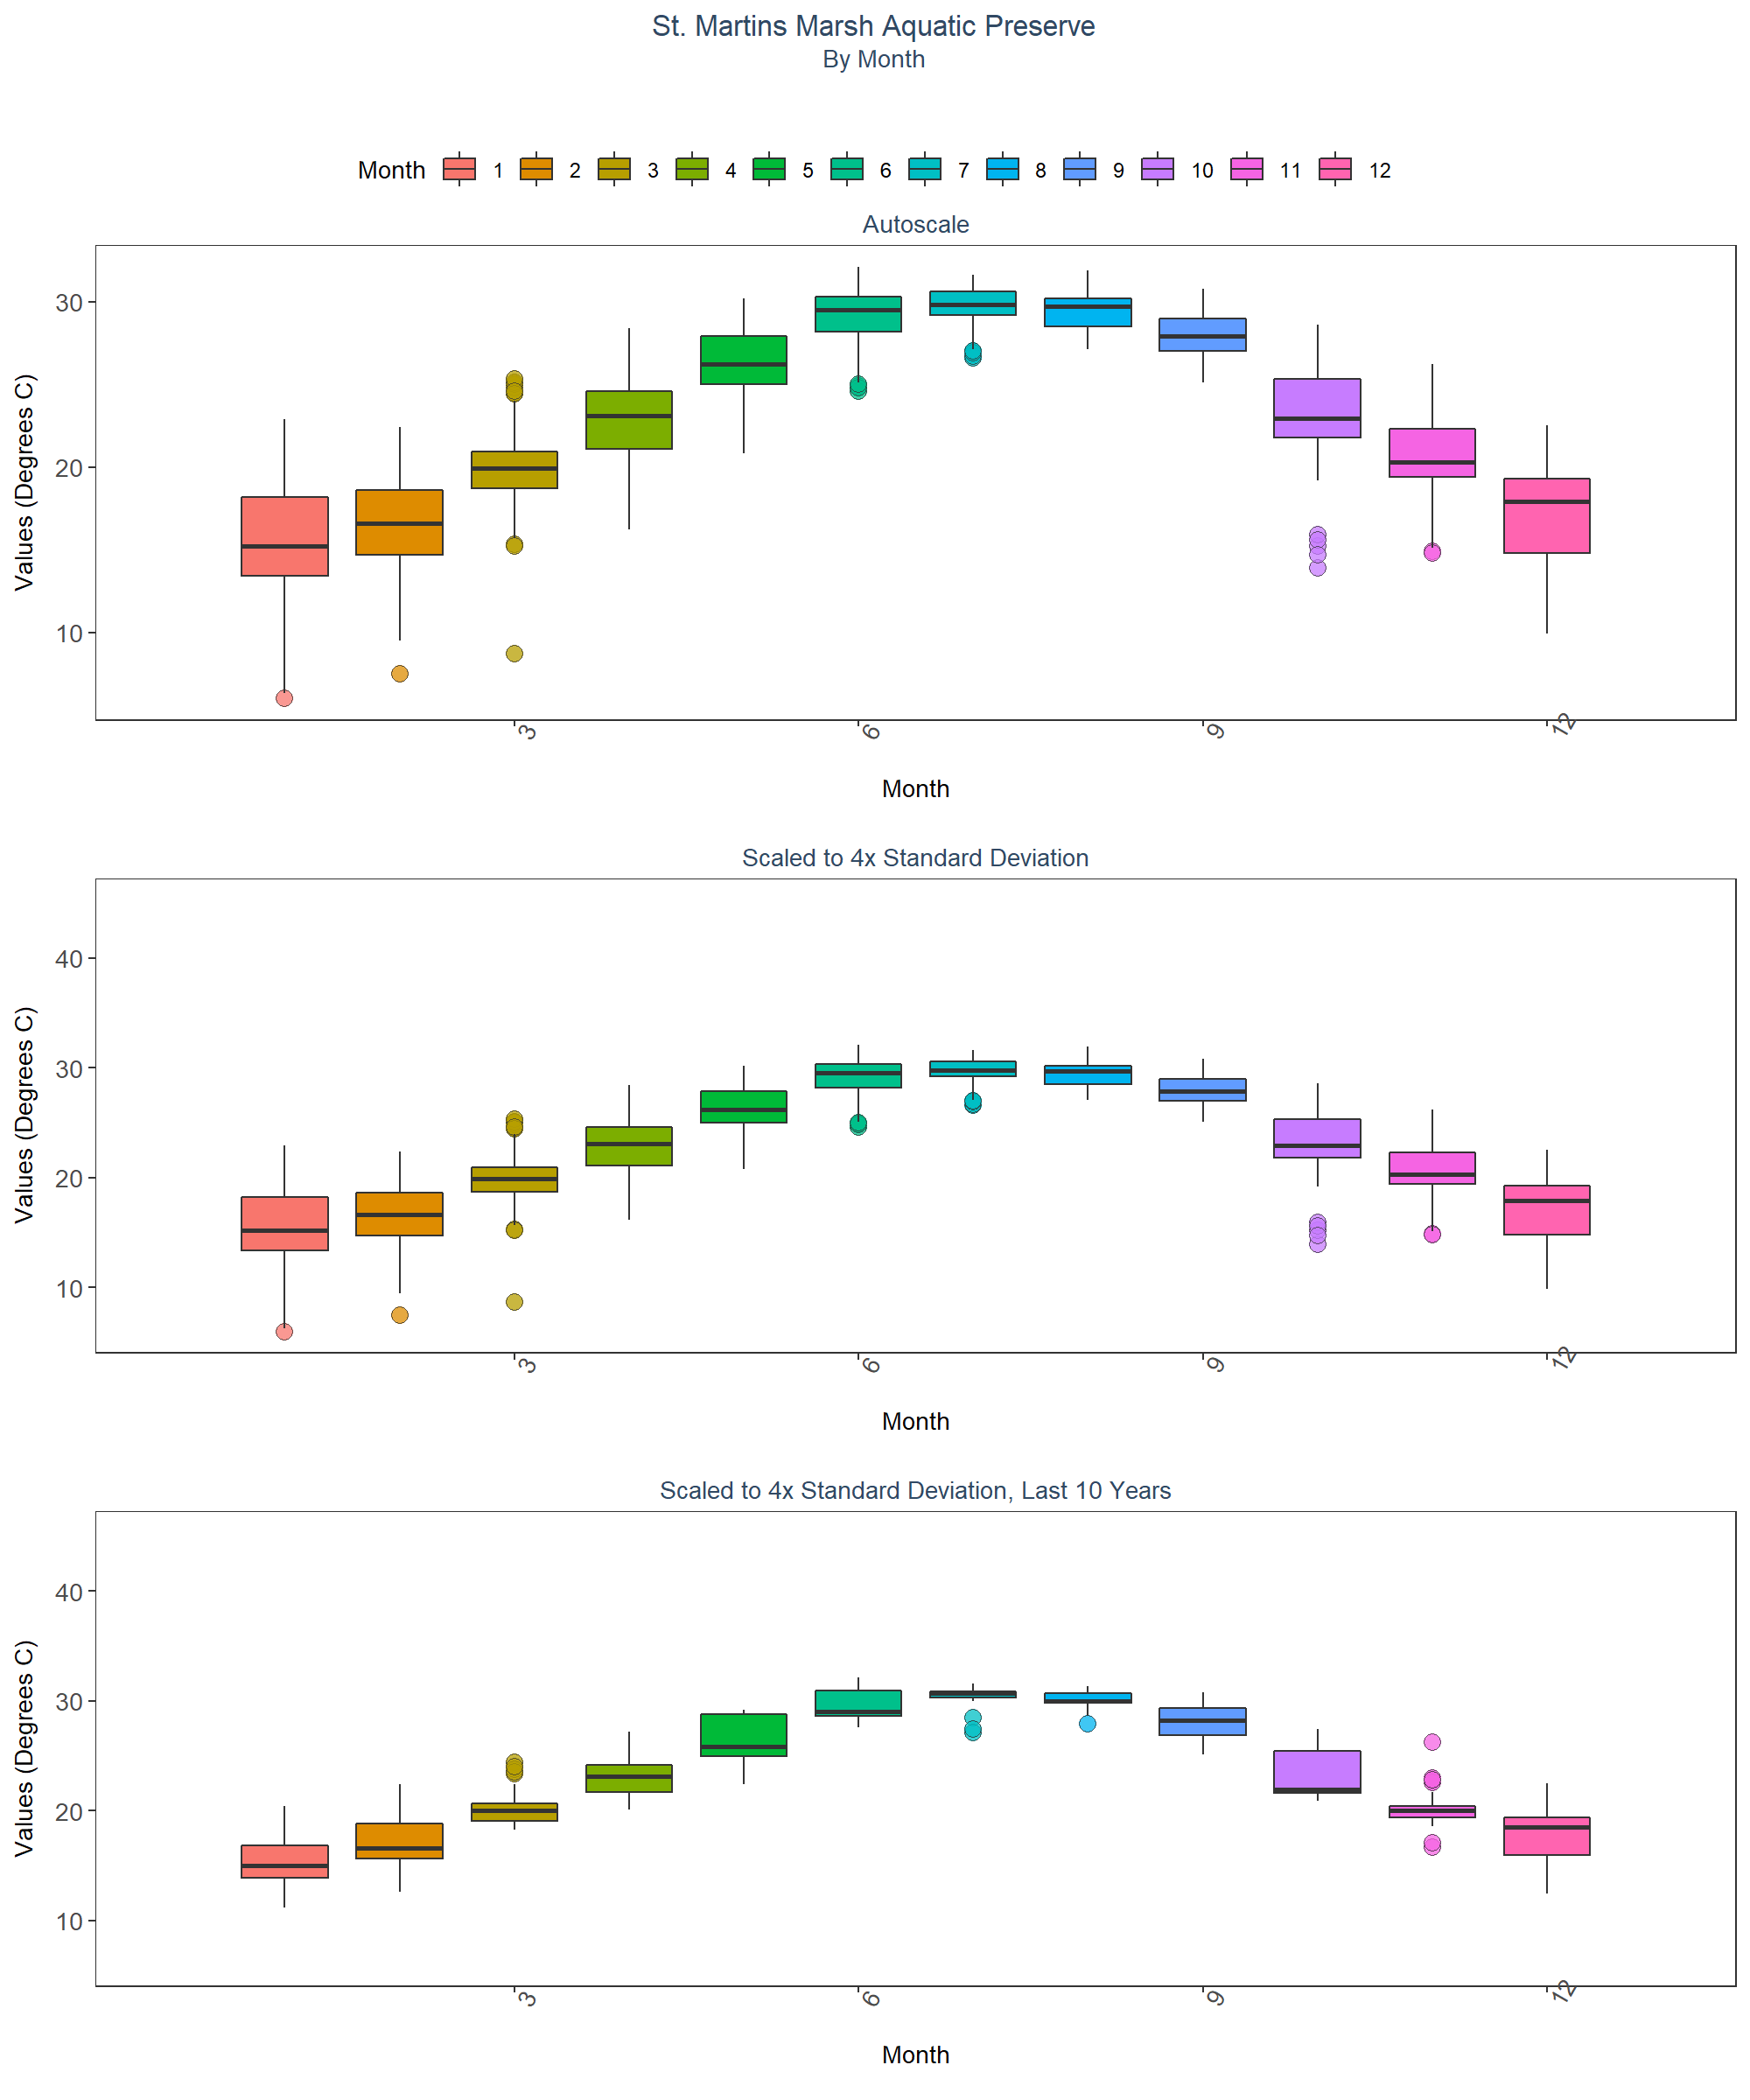 St. Martins Marsh Aquatic Preserve
By Month
Month 1 2 3 4 5 6 7 8 9 10 11 12
Autoscale
Values (Degrees C)
30
20
10
3 6 9 12
Month
Scaled to 4x Standard Deviation
Values (Degrees C)
40
30
20
10
3 6 9 12
Month
Scaled to 4x Standard Deviation, Last 10 Years
Values (Degrees C)
40
30
20
10
3 6 9 12
Month